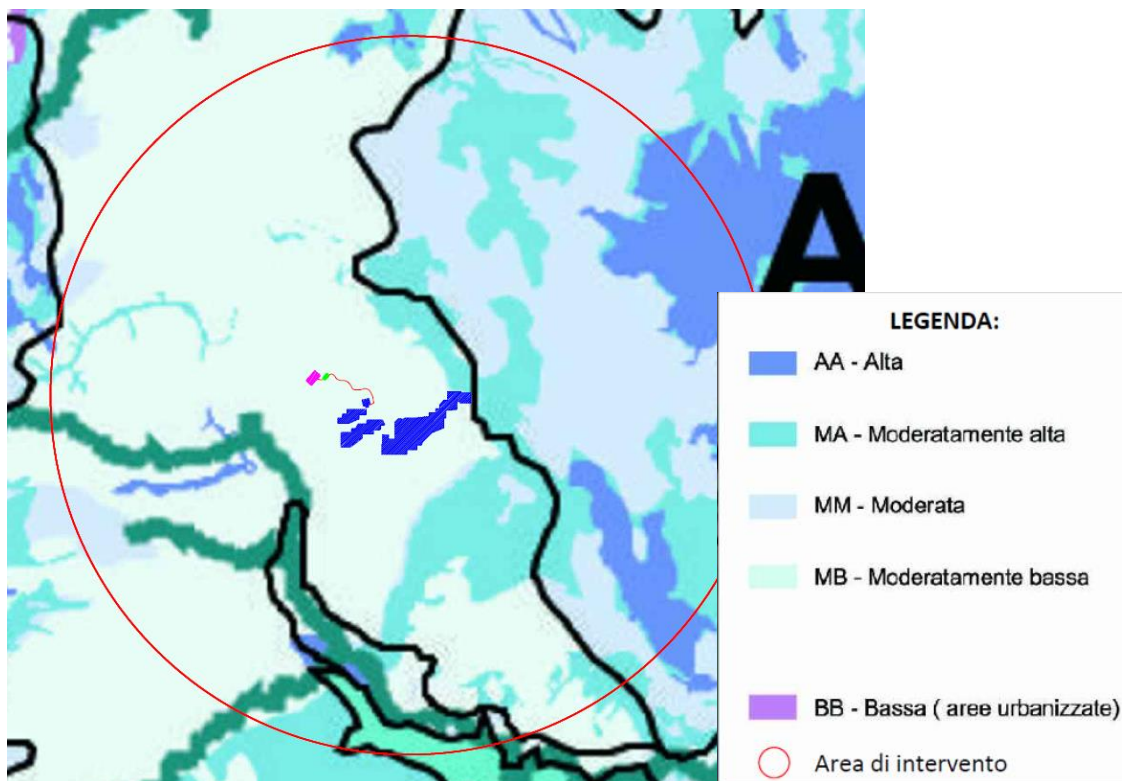 A
LEGENDA:
AA - Alta
MA - Moderatamente alta
MM - Moderata
MB - Moderatamente bassa
BB - Bassa ( aree urbanizzate)
Area di intervento